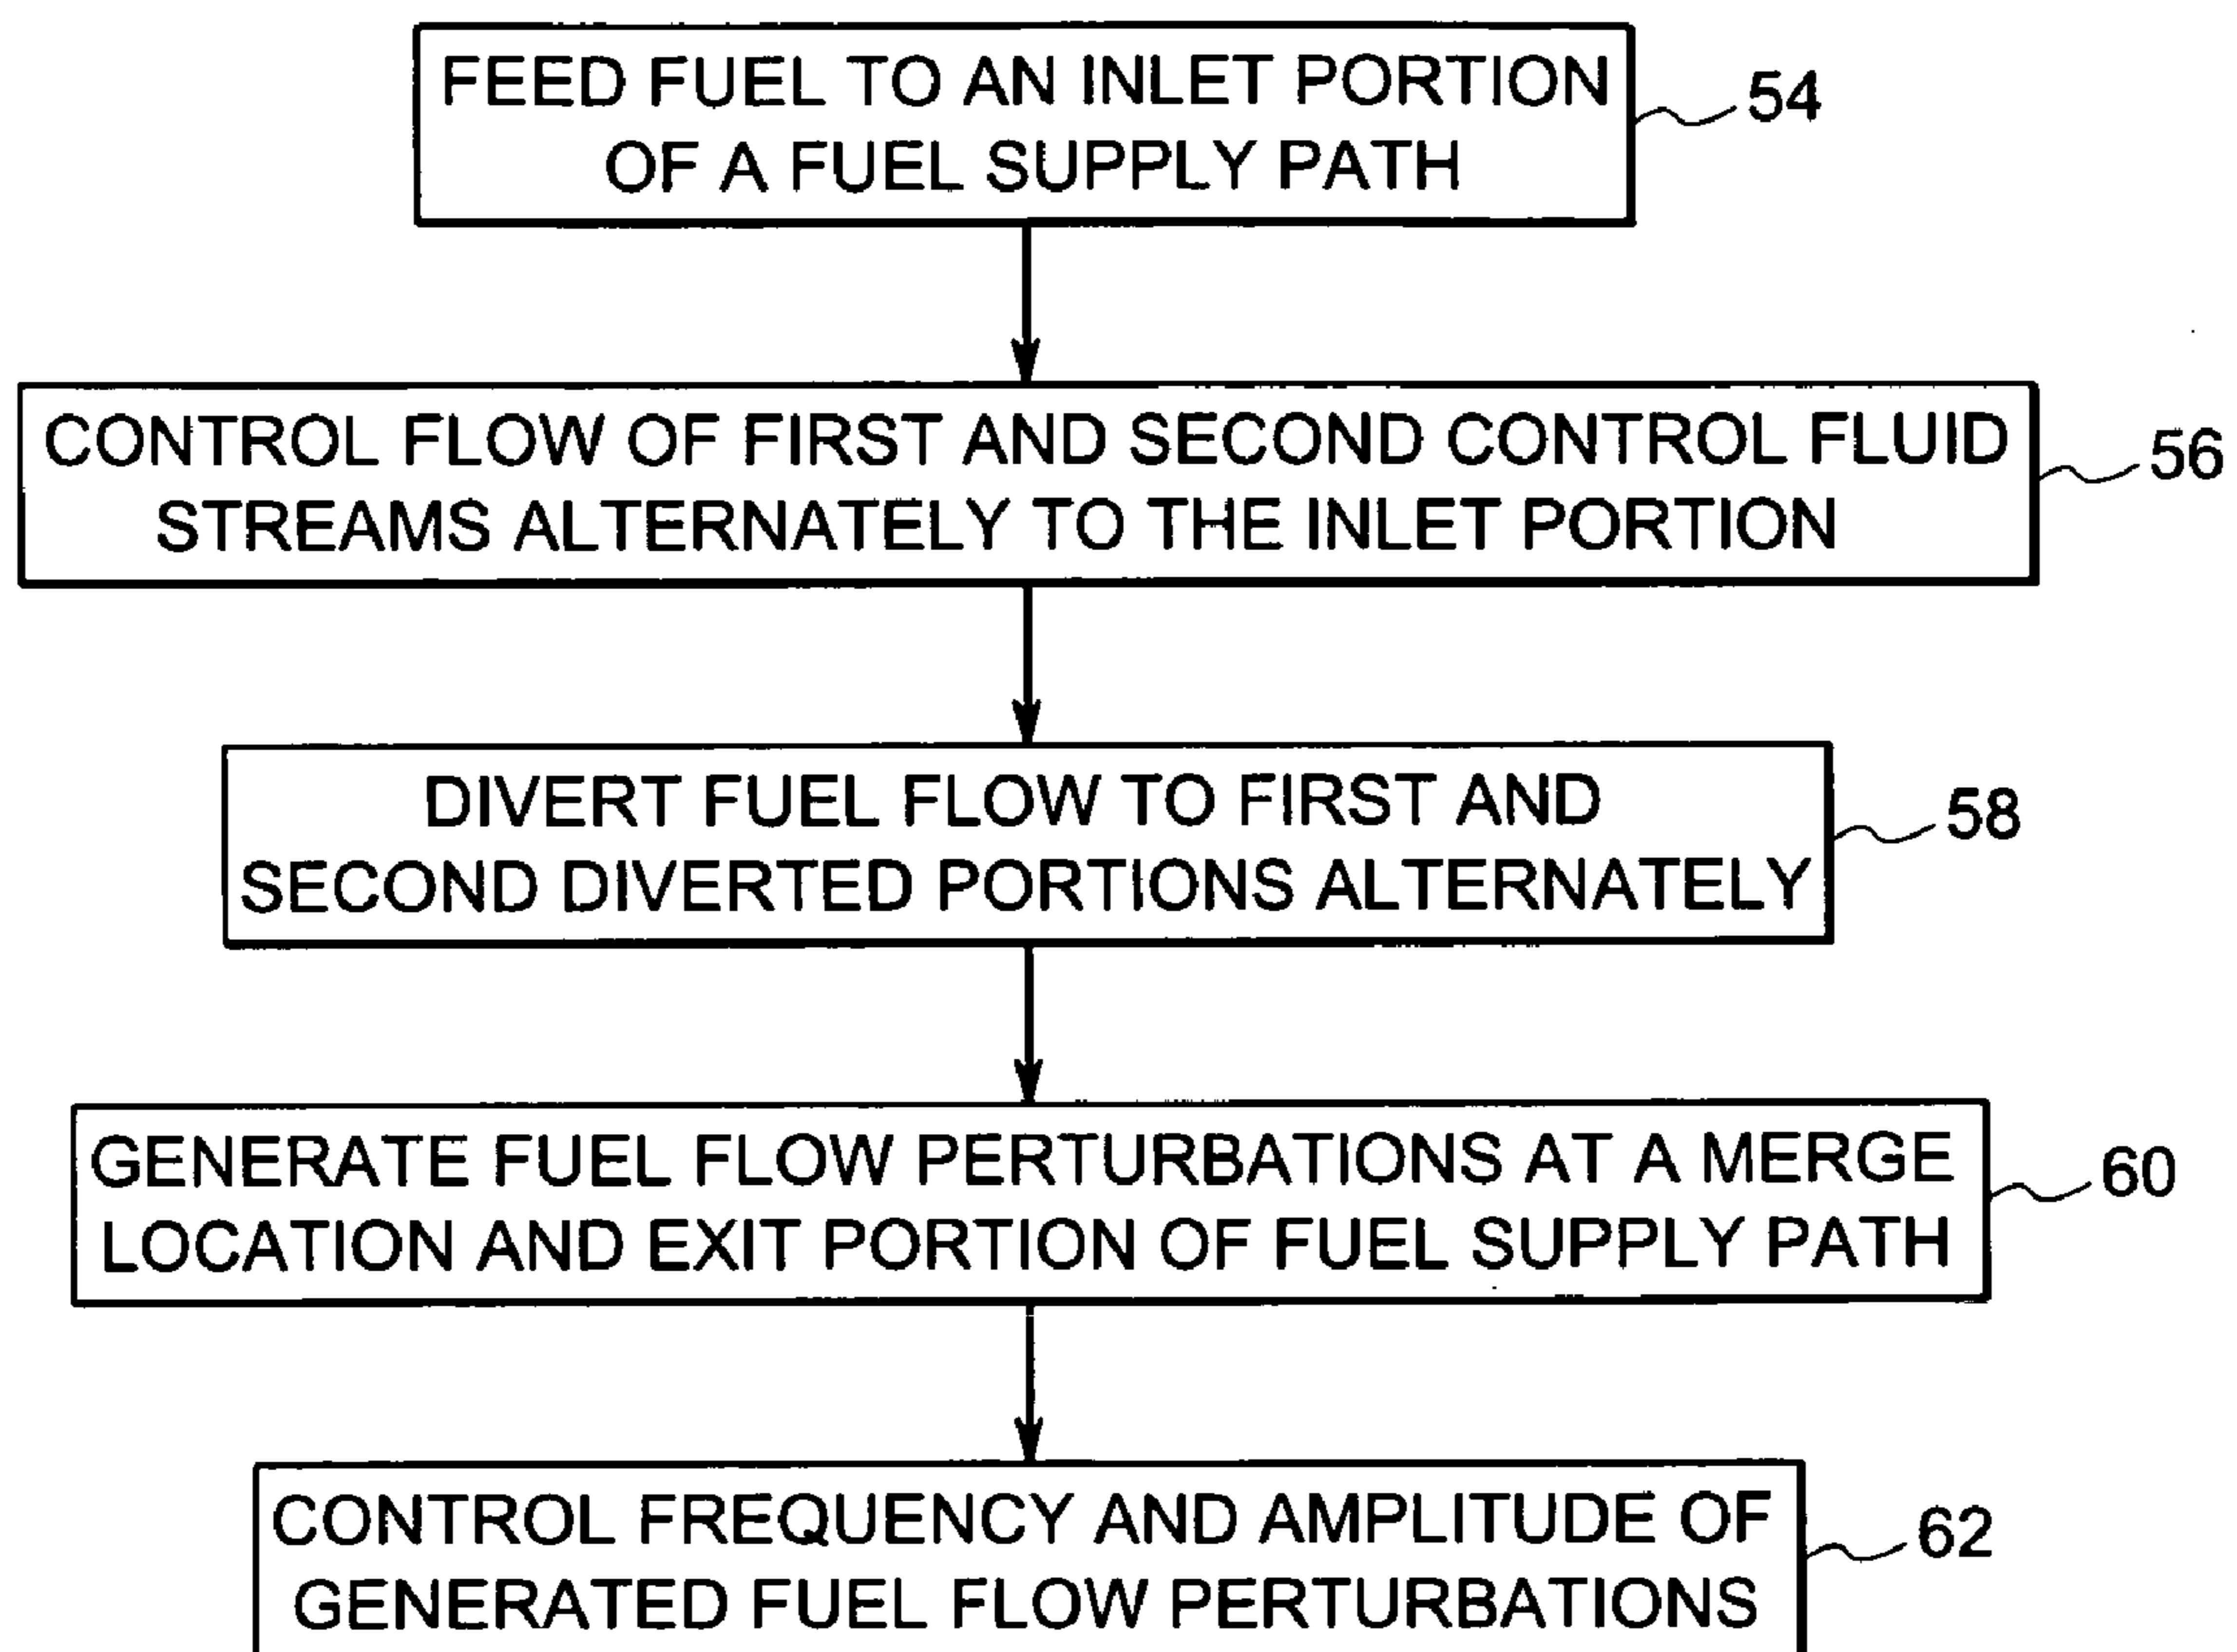 FEED FUEL TO AN INLET PORTION
OF A FUEL SUPPLY PATH
54
CONTROL FLOW OF FIRST AND SECOND CONTROL FLUID
STREAMS ALTERNATELY TO THE INLET PORTION
56
DIVERT FUEL FLOW TO FIRST AND
SECOND DIVERTED PORTIONS ALTERNATELY
58
GENERATE FUEL FLOW PERTURBATIONS AT A MERGE
LOCATION AND EXIT PORTION OF FUEL SUPPLY PATH
60
CONTROL FREQUENCY AND AMPLITUDE OF
GENERATED FUEL FLOW PERTURBATIONS
62